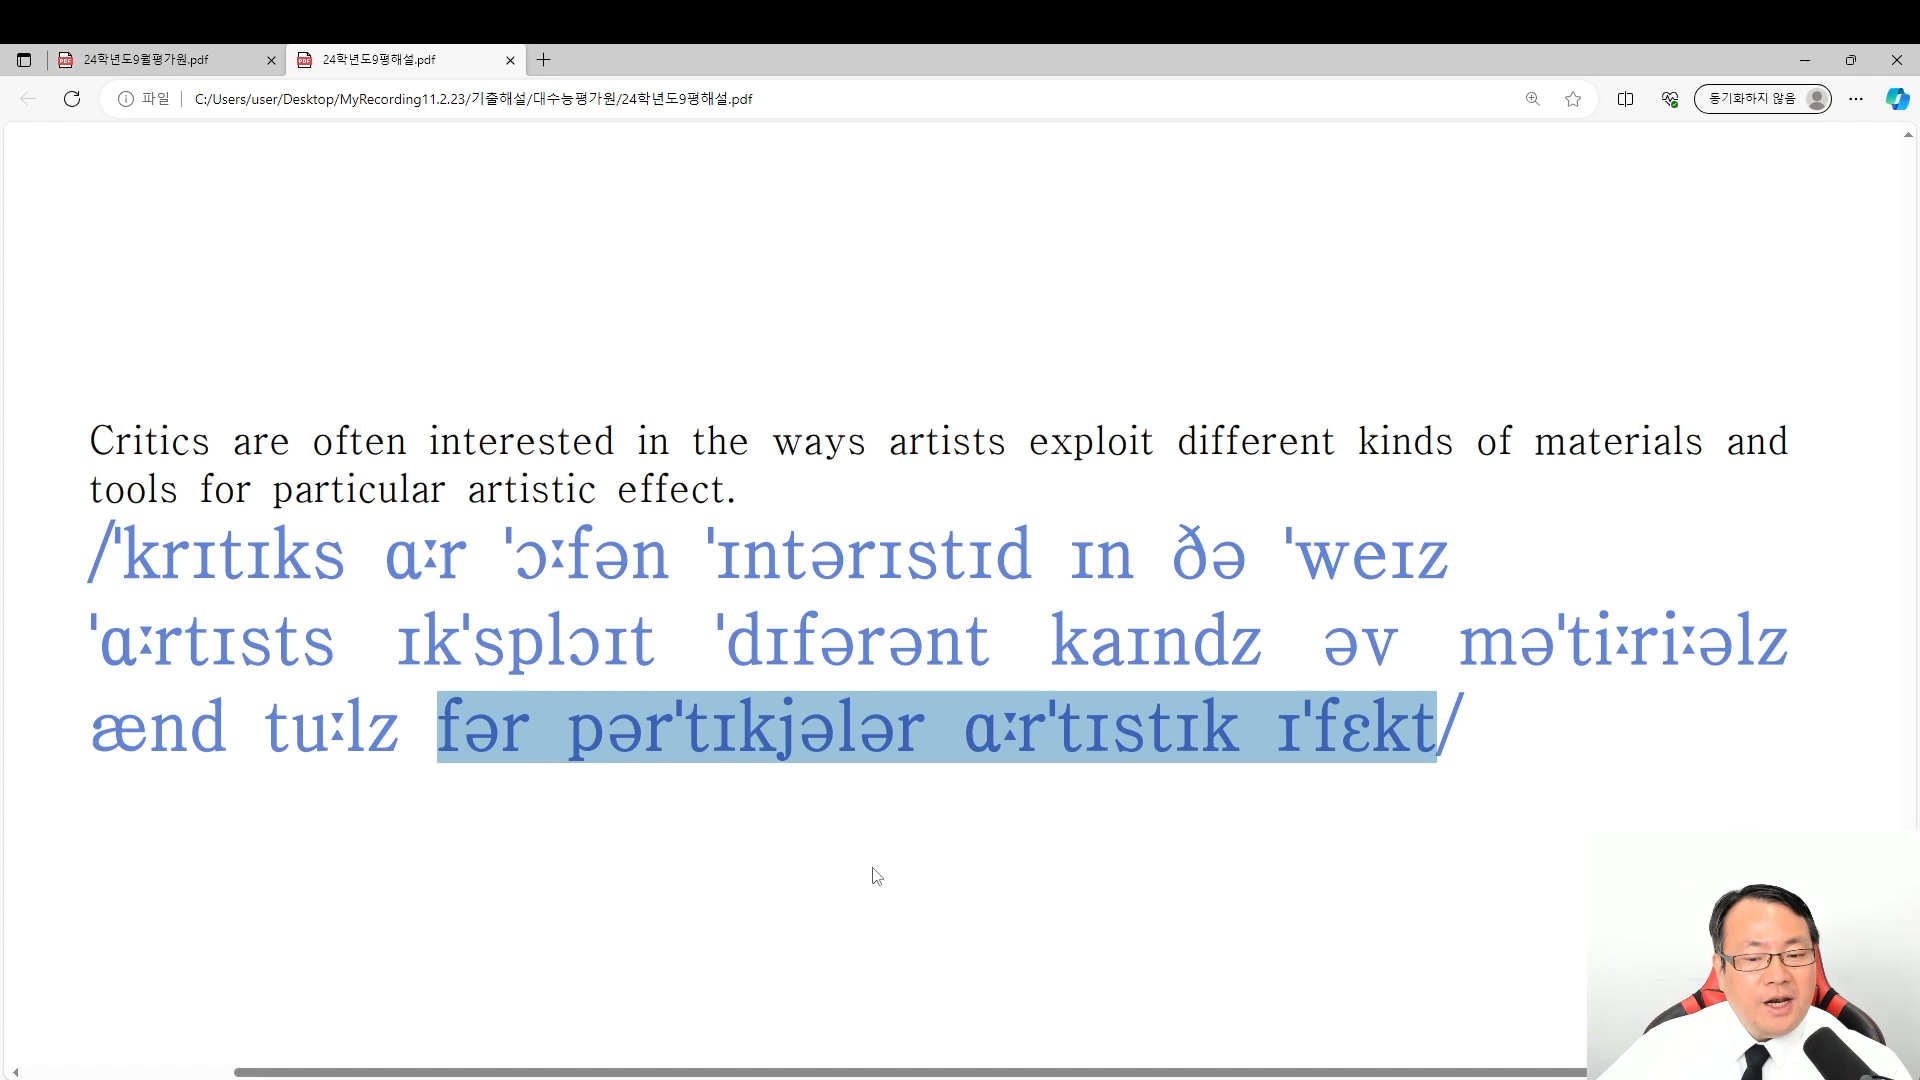 24학년도9월평가원.pdf
24학년도9평해설.pdf
파일
C:/Users/user/Desktop/MyRecording11.2.23/기출해설/대수능평가원/24학년도9평해설.pdf
동기화하지 않음
Critics are often interested in the ways artists exploit different kinds of materials and
tools for particular artistic effect.
/ˈkrɪtɪks ɑːr ˈɔːfən ˈɪntərɪstɪd ɪn ðə ˈweɪz
ˈɑːrtɪsts ɪkˈsplɔɪt ˈdɪfərənt kaɪndz əv məˈtiːriːəlz
ænd tuːlz fər pərˈtɪkjələr ɑːrˈtɪstɪk ɪˈfɛkt/